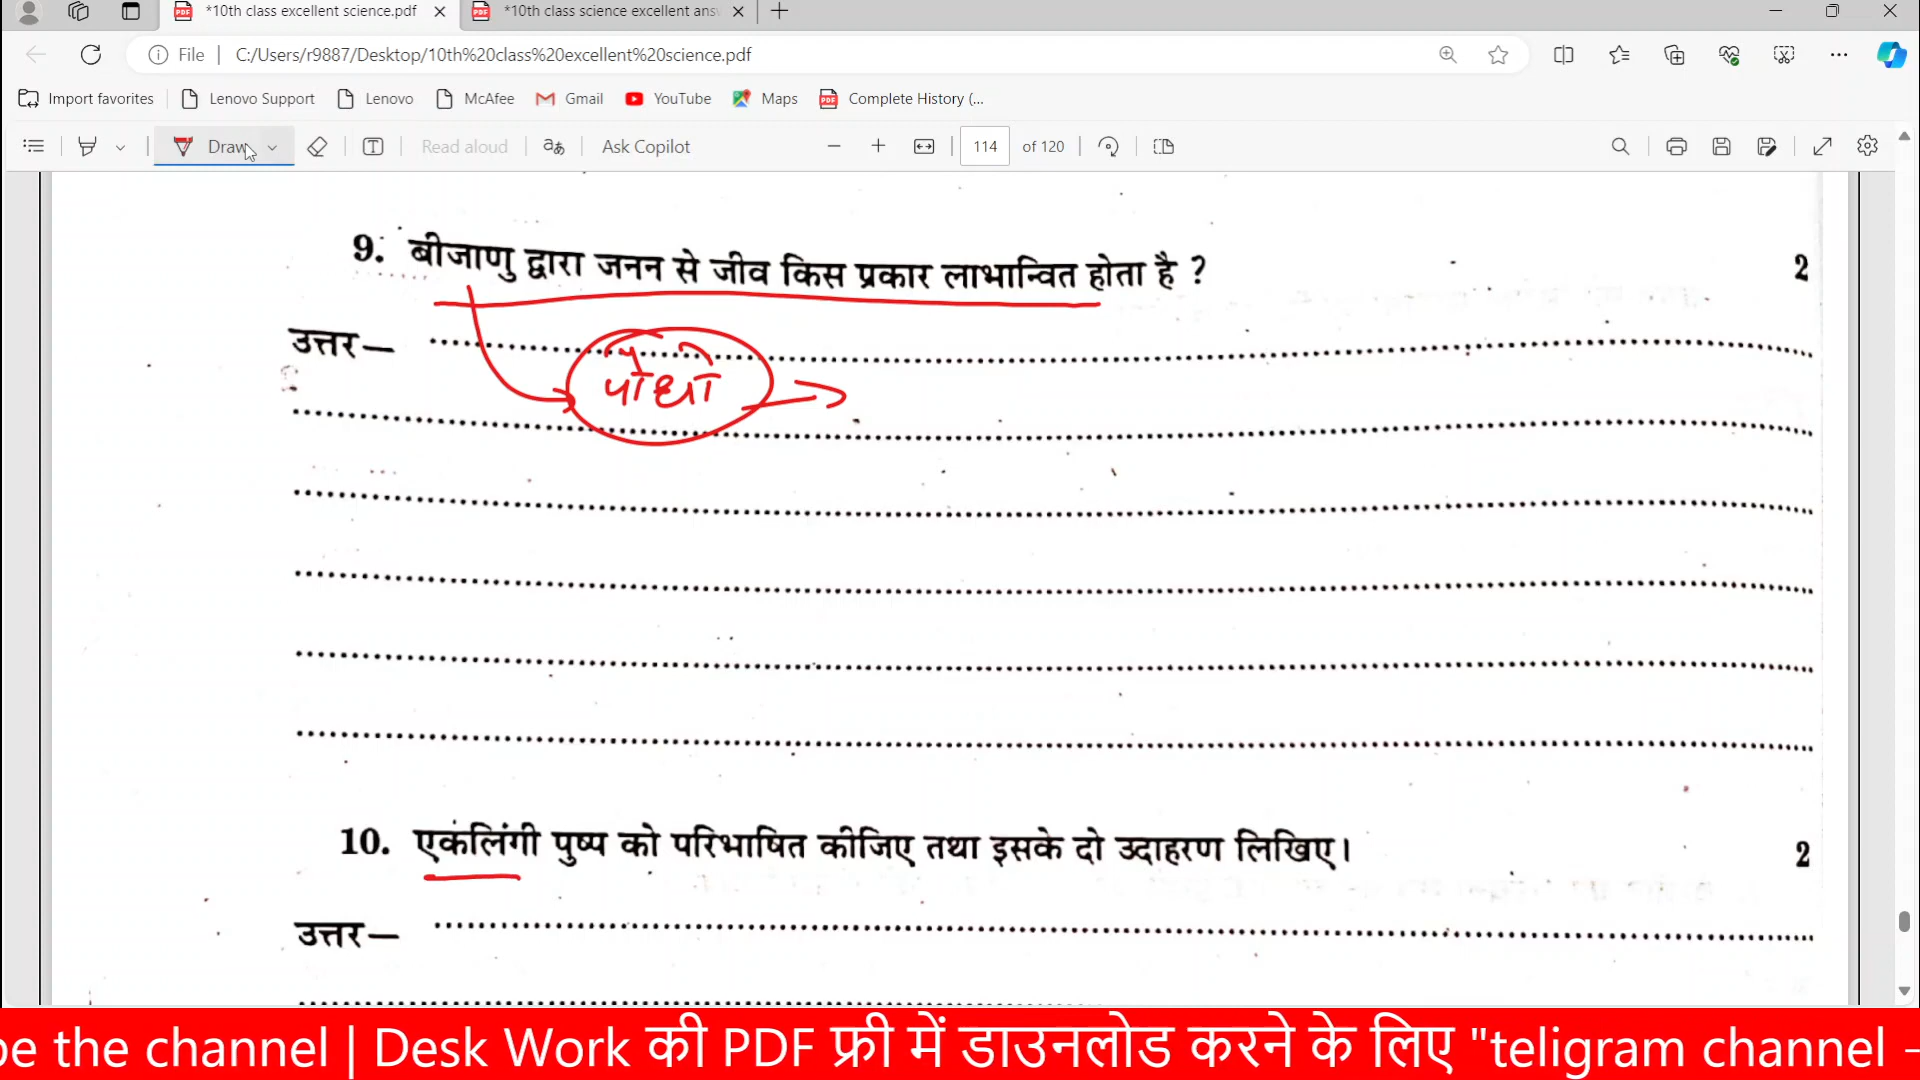 *10th class excellent science.pdf
*10th class science excellent ans
File
C:/Users/r9887/Desktop/10th%20class%20excellent%20science.pdf
Import favorites
Lenovo Support
Lenovo
McAfee
Gmail
YouTube
Maps
Complete History (...
Draw
Read aloud
Ask Copilot
114 of 120
9. बीजाणु द्वारा जनन से जीव किस प्रकार लाभान्वित होता है ? 2
उत्तर—
10. एकलिंगी पुष्प को परिभाषित कीजिए तथा इसके दो उदाहरण लिखिए। 2
उत्तर—
be the channel | Desk Work की PDF फ्री में डाउनलोड करने के लिए "teligram channel -